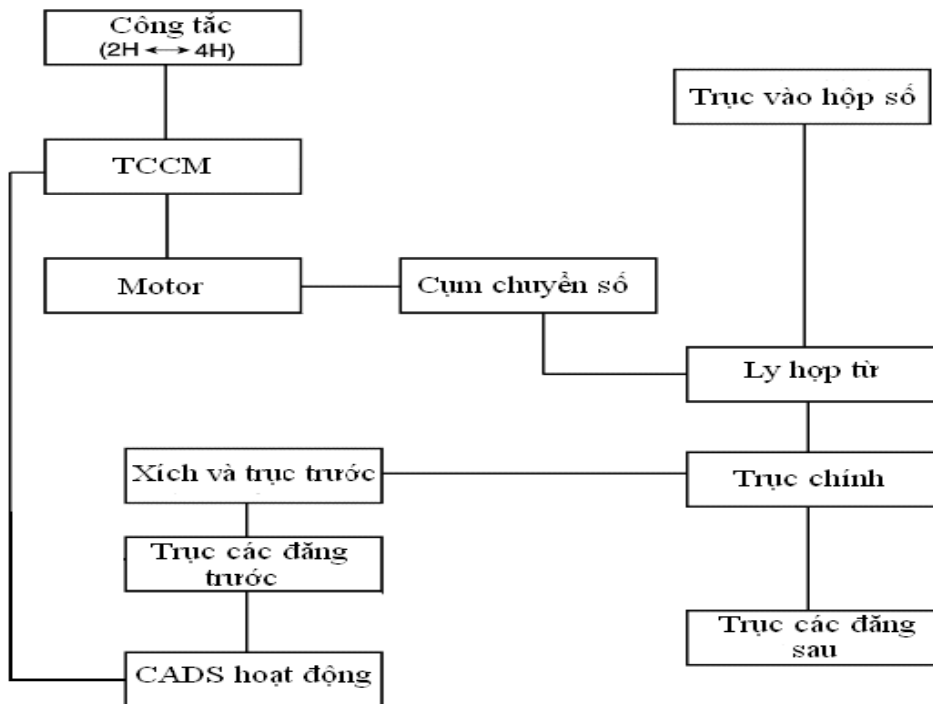 Công tắc
(2H ⟷ 4H)
Trục vào hộp số
TCCM
Motor
Cụm chuyển số
Ly hợp từ
Xích và trục trước
Trục chính
Trục các đăng
trước
Trục các đăng
sau
CADS hoạt động